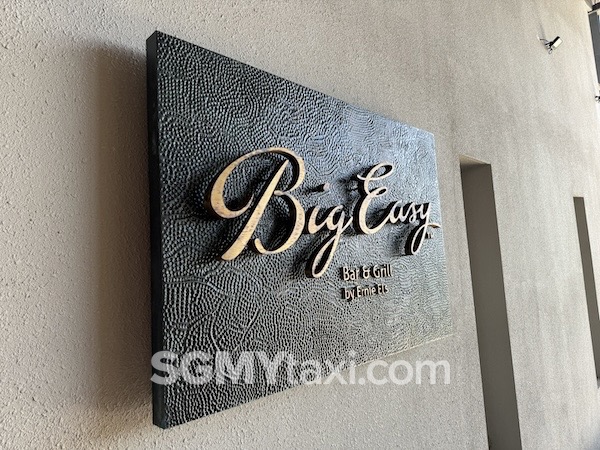 Big Easy
Bar & Grill
by Ernie Els
SGMYtaxi.com